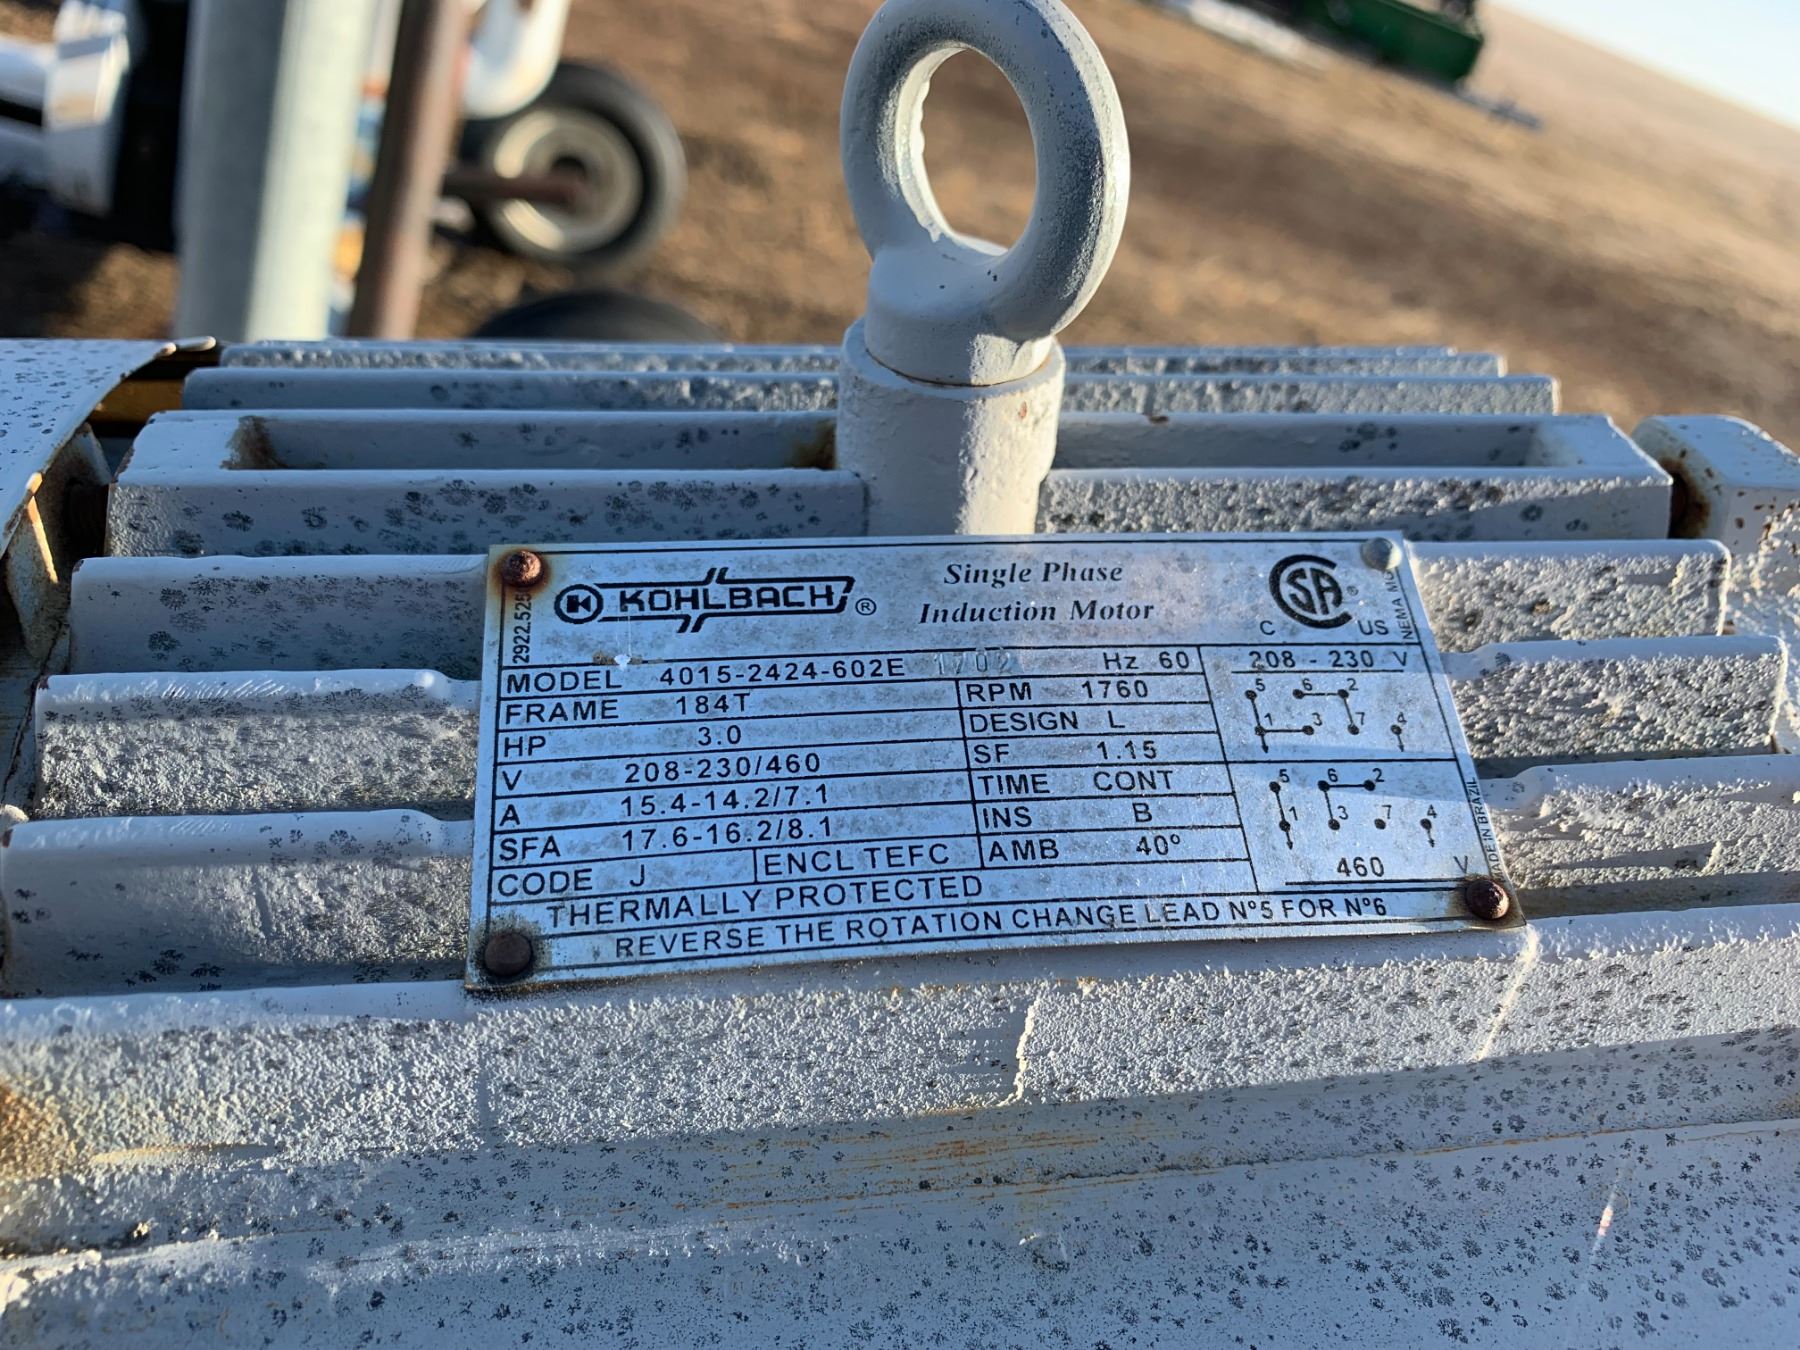 KOHLBACH ®
Single Phase
Induction Motor
CSA ®
C US
2922.525
NEMA MG
MODEL 4015-2424-602E 1702 Hz 60
FRAME 184T RPM 1760
HP 3.0 DESIGN L
V 208-230/460 SF 1.15
A 15.4-14.2/7.1 TIME CONT
SFA 17.6-16.2/8.1 INS B
CODE J ENCL TEFC AMB 40º
THERMALLY PROTECTED
REVERSE THE ROTATION CHANGE LEAD Nº5 FOR Nº6
208 - 230 V
5 6 2
1 3 7 4
5 6 2
1 3 7 4
460 V
IN BRAZIL